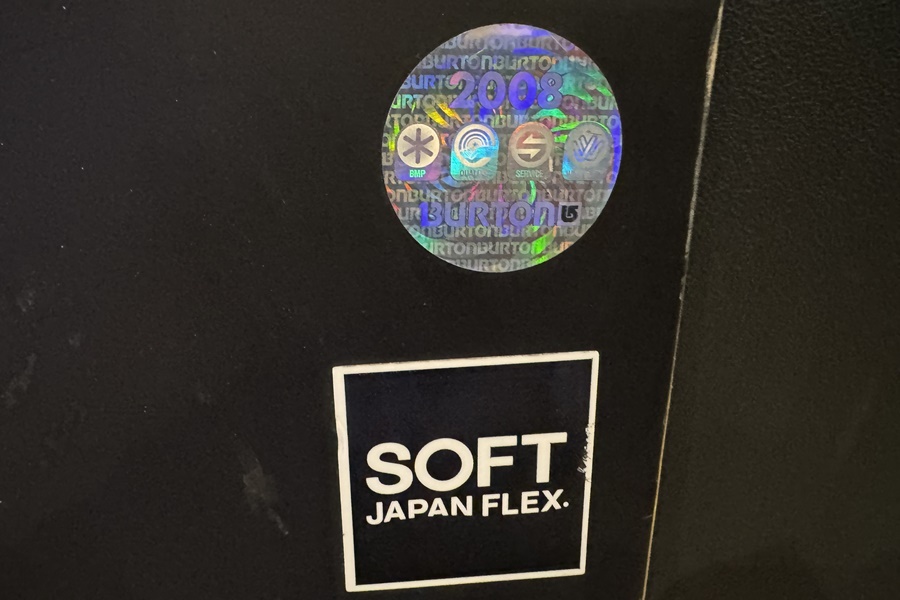 2008
BMP
SERVICE
BURTON
SOFT
JAPAN FLEX.